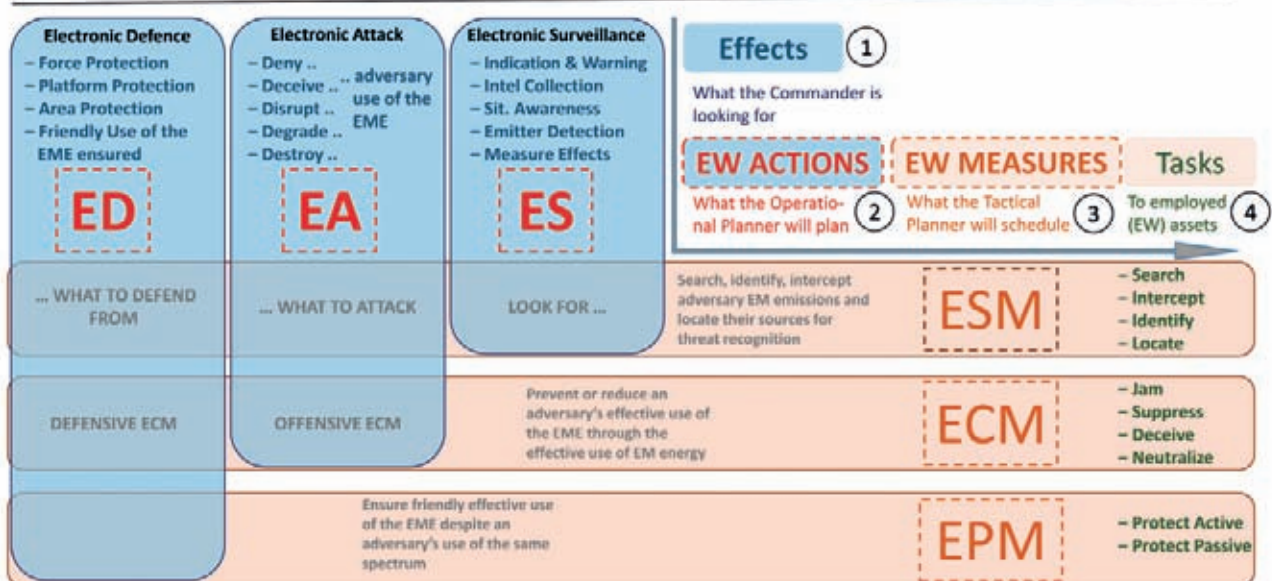 Electronic Defence
– Force Protection
– Platform Protection
– Area Protection
– Friendly Use of the
EME ensured
ED
Electronic Attack
– Deny ..
– Deceive ..
– Disrupt ..
– Degrade ..
– Destroy ..
.. adversary
use of the
EME
EA
Electronic Surveillance
– Indication & Warning
– Intel Collection
– Sit. Awareness
– Emitter Detection
– Measure Effects
ES
Effects
1
What the Commander is
looking for
EW ACTIONS
What the Operatio-
nal Planner will plan
2
EW MEASURES
What the Tactical
Planner will schedule
3
Tasks
To employed
(EW) assets
4
... WHAT TO DEFEND
FROM
... WHAT TO ATTACK
LOOK FOR ...
Search, identify, intercept
adversary EM emissions and
locate their sources for
threat recognition
ESM
– Search
– Intercept
– Identify
– Locate
DEFENSIVE ECM
OFFENSIVE ECM
Prevent or reduce an
adversary's effective use of
the EME through the
effective use of EM energy
ECM
– Jam
– Suppress
– Deceive
– Neutralize
Ensure friendly effective use
of the EME despite an
adversary's use of the same
spectrum
EPM
– Protect Active
– Protect Passive